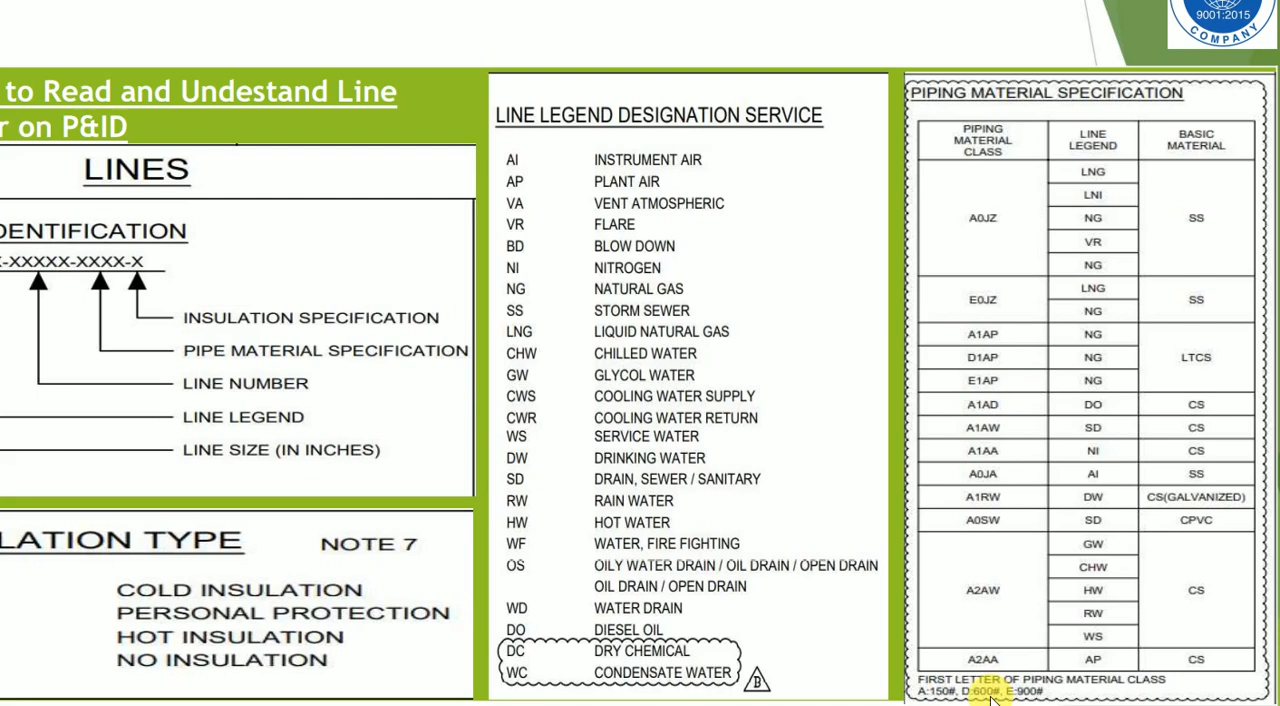 9001:2015
COMPANY
to Read and Undestand Line
r on P&ID
LINES
DENTIFICATION
X-XXXXX-XXXX-X
INSULATION SPECIFICATION
PIPE MATERIAL SPECIFICATION
LINE NUMBER
LINE LEGEND
LINE SIZE (IN INCHES)
LATION TYPE NOTE 7
COLD INSULATION
PERSONAL PROTECTION
HOT INSULATION
NO INSULATION
LINE LEGEND DESIGNATION SERVICE
AI INSTRUMENT AIR
AP PLANT AIR
VA VENT ATMOSPHERIC
VR FLARE
BD BLOW DOWN
NI NITROGEN
NG NATURAL GAS
SS STORM SEWER
LNG LIQUID NATURAL GAS
CHW CHILLED WATER
GW GLYCOL WATER
CWS COOLING WATER SUPPLY
CWR COOLING WATER RETURN
WS SERVICE WATER
DW DRINKING WATER
SD DRAIN, SEWER / SANITARY
RW RAIN WATER
HW HOT WATER
WF WATER, FIRE FIGHTING
OS OILY WATER DRAIN / OIL DRAIN / OPEN DRAIN
OIL DRAIN / OPEN DRAIN
WD WATER DRAIN
DO DIESEL OIL
DC DRY CHEMICAL
WC CONDENSATE WATER
B
PIPING MATERIAL SPECIFICATION
PIPING MATERIAL CLASS LINE LEGEND BASIC MATERIAL
A0JZ LNG SS
LNI
NG
VR
NG
E0JZ LNG SS
NG
A1AP NG LTCS
D1AP NG
E1AP NG
A1AD DO CS
A1AW SD CS
A1AA NI CS
A0JA AI SS
A1RW DW CS(GALVANIZED)
A0SW SD CPVC
A2AW GW CS
CHW
HW
RW
WS
A2AA AP CS
FIRST LETTER OF PIPING MATERIAL CLASS
A:150#, D:600#, E:900#